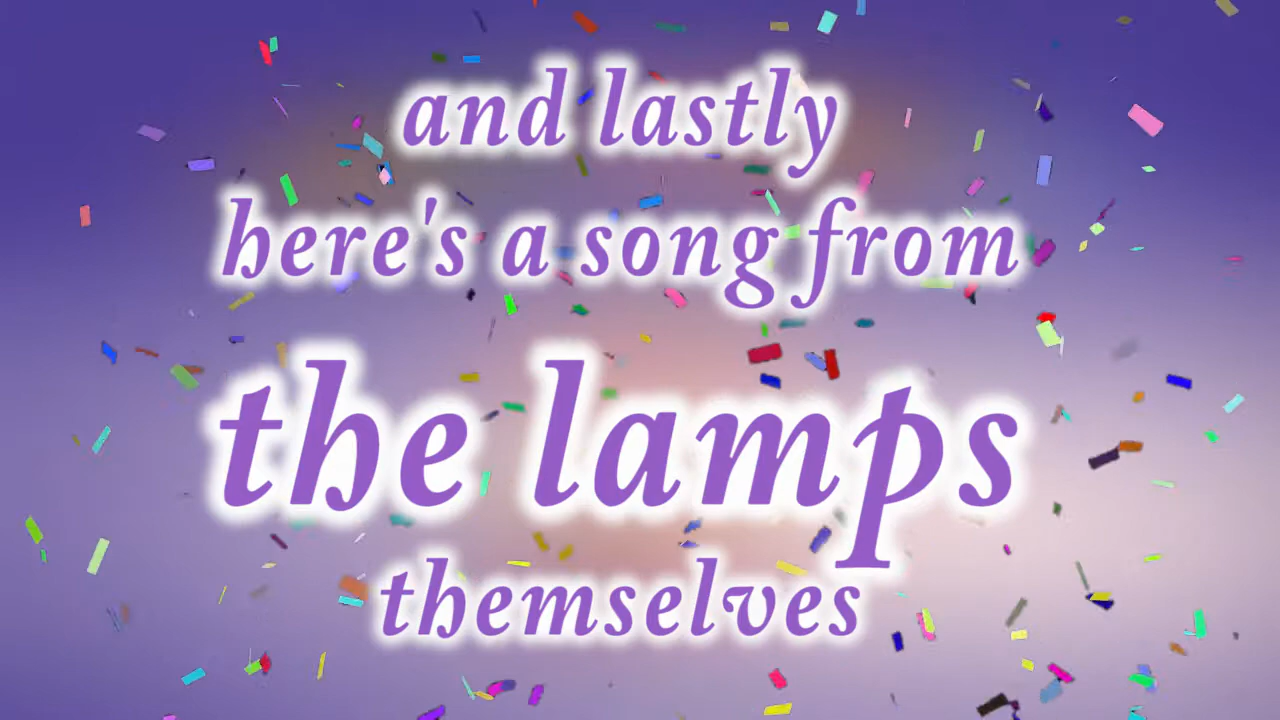 and lastly
here's a song from
the lamps
themselves